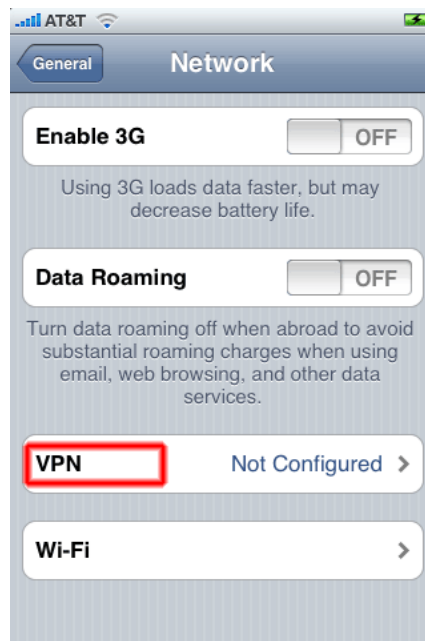 AT&T
General
Network
Enable 3G
OFF
Using 3G loads data faster, but may
decrease battery life.
Data Roaming
OFF
Turn data roaming off when abroad to avoid
substantial roaming charges when using
email, web browsing, and other data
services.
VPN
Not Configured
Wi-Fi